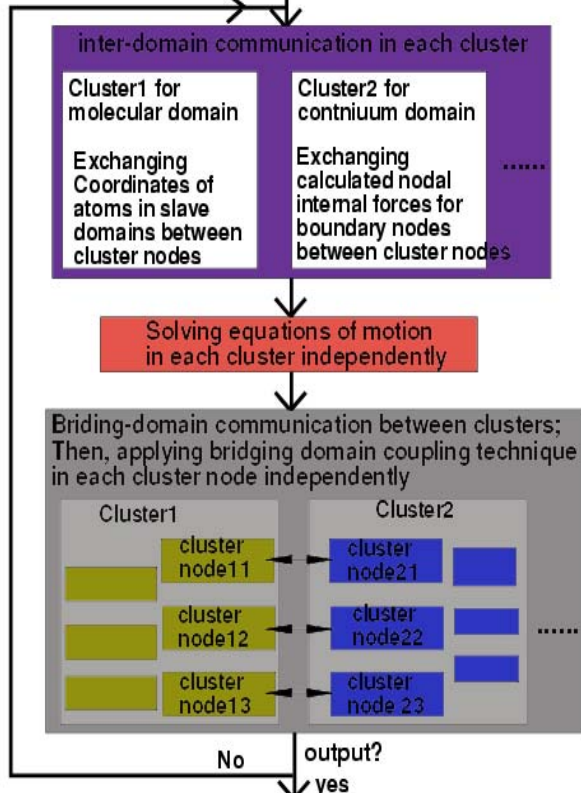 inter-domain communication in each cluster
Cluster1 for
molecular domain
Exchanging
Coordinates of
atoms in slave
domains between
cluster nodes
Cluster2 for
contniuum domain
Exchanging
calculated nodal
internal forces for
boundary nodes
between cluster nodes
......
Solving equations of motion
in each cluster independently
Briding-domain communication between clusters;
Then, applying bridging domain coupling technique
in each cluster node independently
Cluster1
cluster
node11
cluster
node12
cluster
node13
Cluster2
cluster
node21
cluster
node22
cluster
node 23
......
No
output?
yes